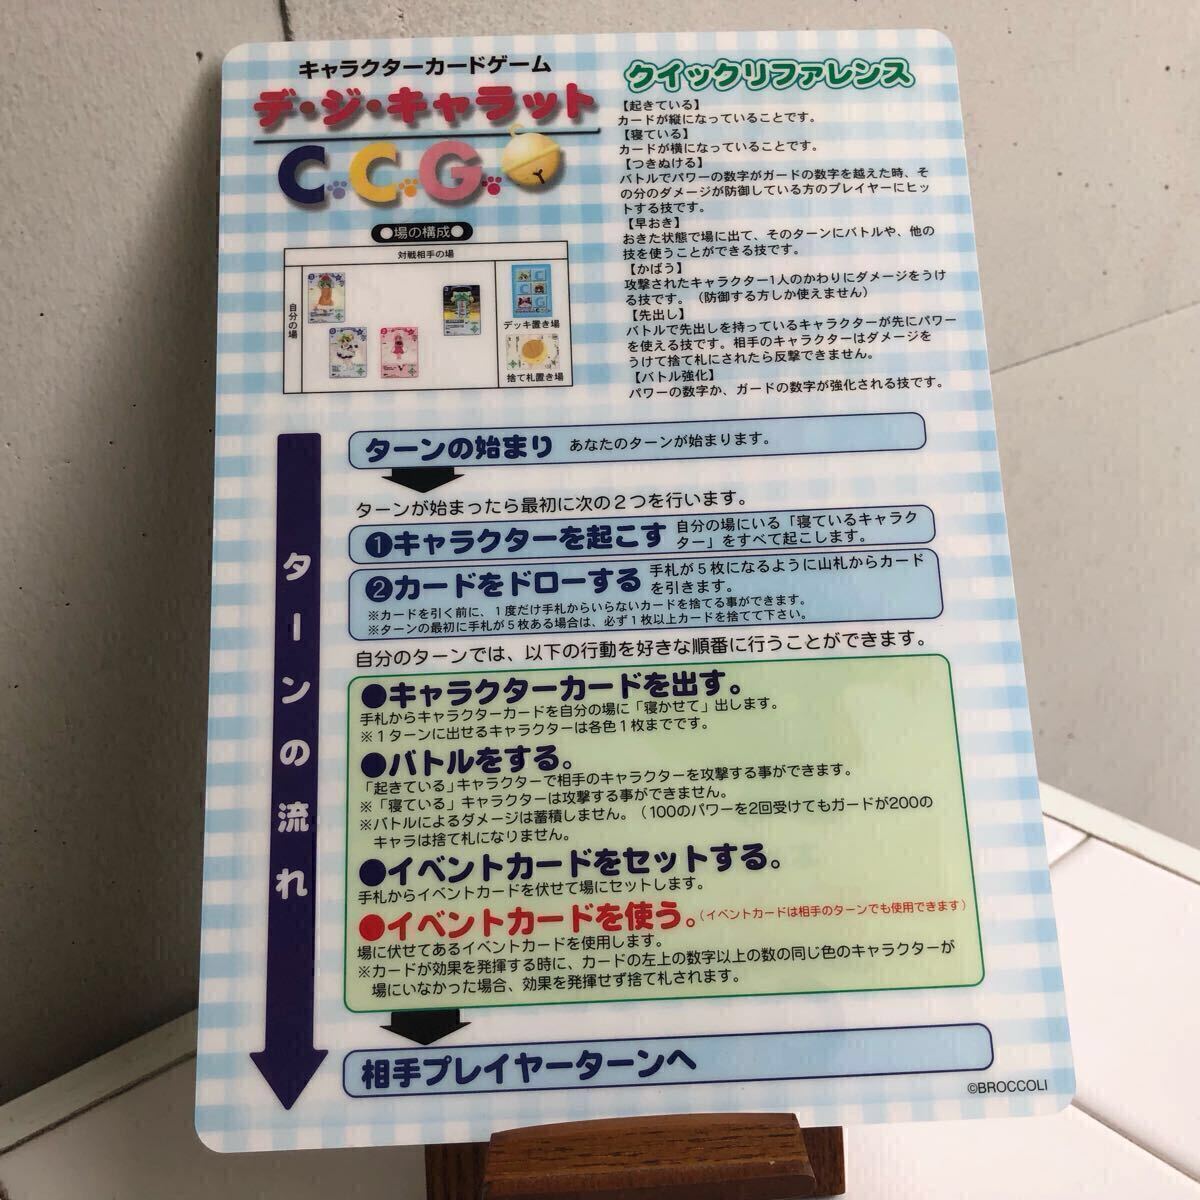 キャラクターカードゲーム
デ・ジ・キャラット
C.C.G.
●場の構成●
対戦相手の場
自分の場
デッキ置き場
捨て札置き場
クイックリファレンス
【起きている】
カードが縦になっていることです。
【寝ている】
カードが横になっていることです。
【つきぬける】
バトルでパワーの数字がガードの数字を越えた時、そ
の分のダメージが防御している方のプレイヤーにヒッ
トする技です。
【早おき】
おきた状態で場に出て、そのターンにバトルや、他の
技を使うことができる技です。
【かばう】
攻撃されたキャラクター1人のかわりにダメージをうけ
る技です。（防御する方しか使えません）
【先出し】
バトルで先出しを持っているキャラクターが先にパワー
を使える技です。相手のキャラクターはダメージを
うけて捨て札にされたら反撃できません。
【バトル強化】
パワーの数字か、ガードの数字が強化される技です。
ターンの流れ
ターンの始まり あなたのターンが始まります。
ターンが始まったら最初に次の２つを行います。
❶キャラクターを起こす 自分の場にいる「寝ているキャラク
ター」をすべて起こします。
❷カードをドローする 手札が５枚になるように山札からカード
を引きます。
※カードを引く前に、１度だけ手札からいらないカードを捨てる事ができます。
※ターンの最初に手札が５枚ある場合は、必ず１枚以上カードを捨てて下さい。
自分のターンでは、以下の行動を好きな順番に行うことができます。
●キャラクターカードを出す。
手札からキャラクターカードを自分の場に「寝かせて」出します。
※１ターンに出せるキャラクターは各色１枚までです。
●バトルをする。
「起きている」キャラクターで相手のキャラクターを攻撃する事ができます。
※「寝ている」キャラクターは攻撃する事ができません。
※バトルによるダメージは蓄積しません。（100のパワーを2回受けてもガードが200の
キャラは捨て札になりません。
●イベントカードをセットする。
手札からイベントカードを伏せて場にセットします。
●イベントカードを使う。（イベントカードは相手のターンでも使用できます）
場に伏せてあるイベントカードを使用します。
※カードが効果を発揮する時に、カードの左上の数字以上の数の同じ色のキャラクターが
場にいなかった場合、効果を発揮せず捨て札されます。
相手プレイヤーターンへ
©BROCCOLI